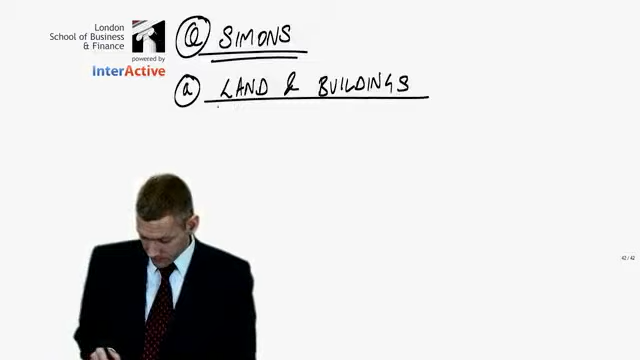 London
School of Business
& Finance
powered by
InterActive
Q SIMONS
a LAND & BUILDINGS
42 / 42